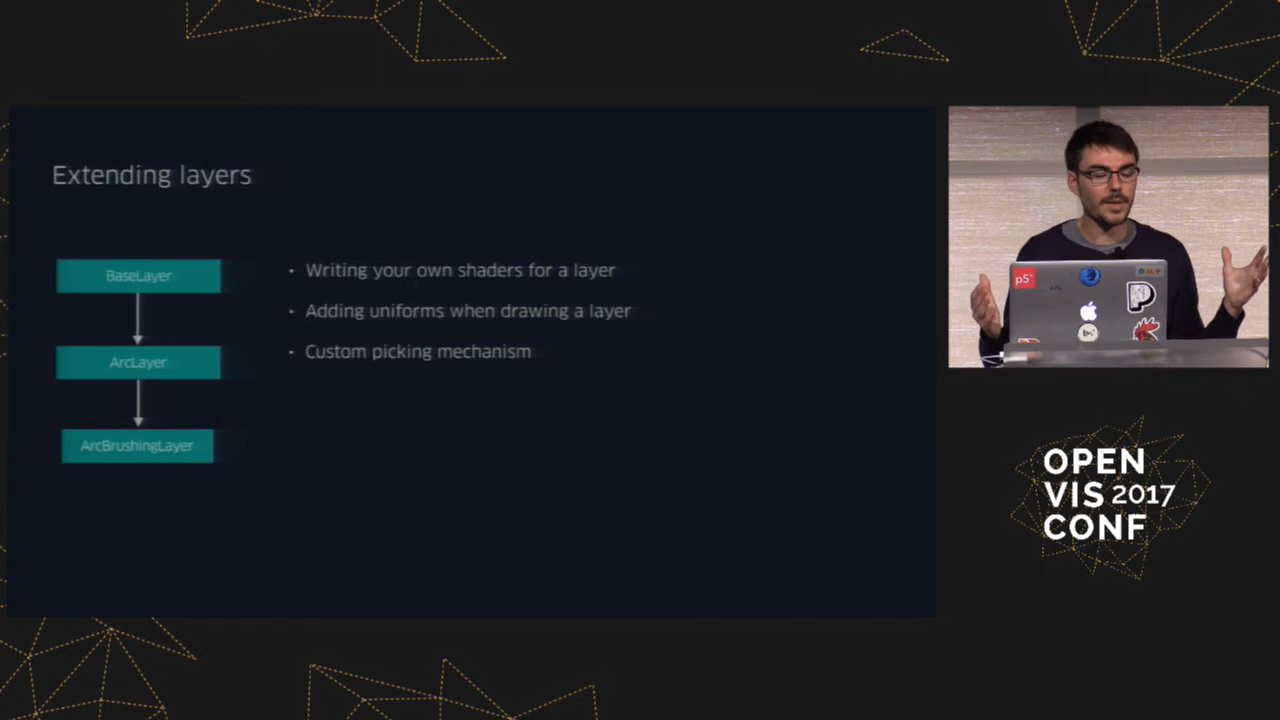 Extending layers
BaseLayer
ArcLayer
ArcBrushingLayer
• Writing your own shaders for a layer
• Adding uniforms when drawing a layer
• Custom picking mechanism
p5*
OPEN
VIS 2017
CONF